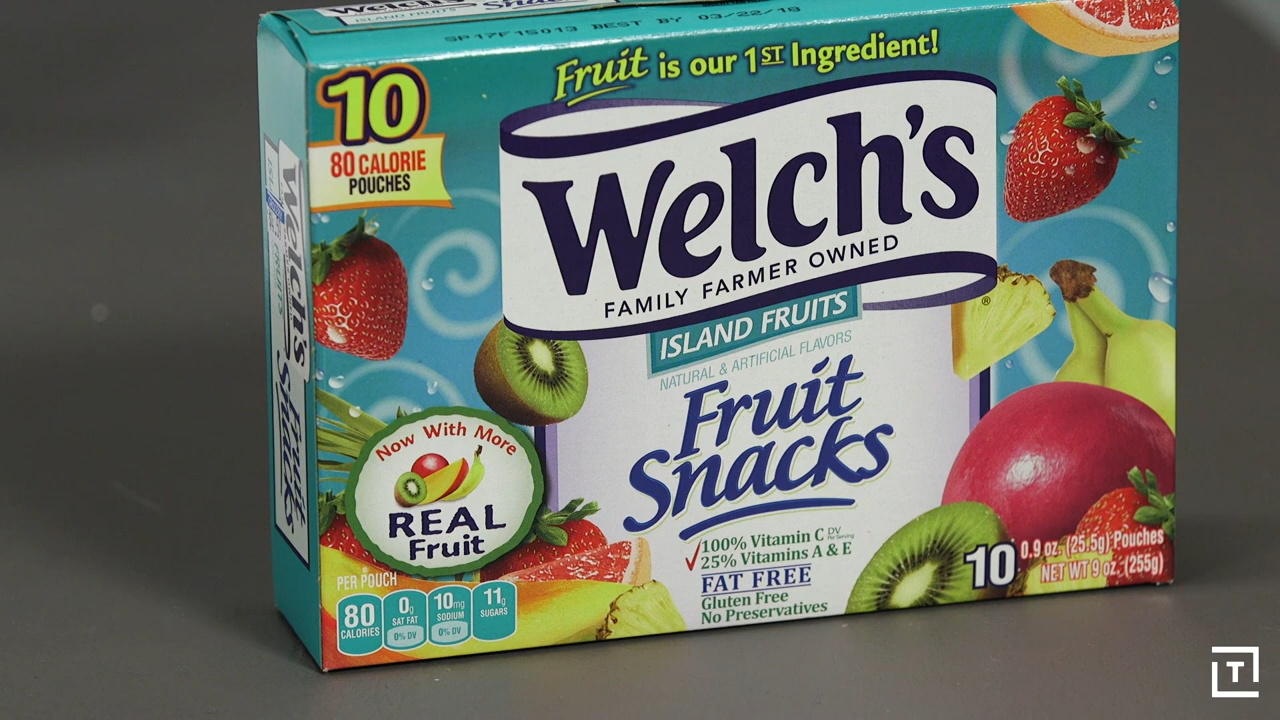 ISLAND FRUITS
Snacks
SP17F15013 BEST BY 03/22/18
Fruit is our 1ST Ingredient!
10
80 CALORIE
POUCHES
Welch's
FAMILY FARMER OWNED
®
ISLAND FRUITS
NATURAL & ARTIFICIAL FLAVORS
Fruit
Snacks
Now With More
REAL
Fruit
100% Vitamin C DV Per Serving
25% Vitamins A & E
FAT FREE
Gluten Free
No Preservatives
PER POUCH
80 CALORIES
0g SAT FAT 0% DV
10mg SODIUM 0% DV
11g SUGARS
10 0.9 oz. (25.5g) Pouches
NET WT 9 oz. (255g)
Welch's
Fruit
Snacks
T